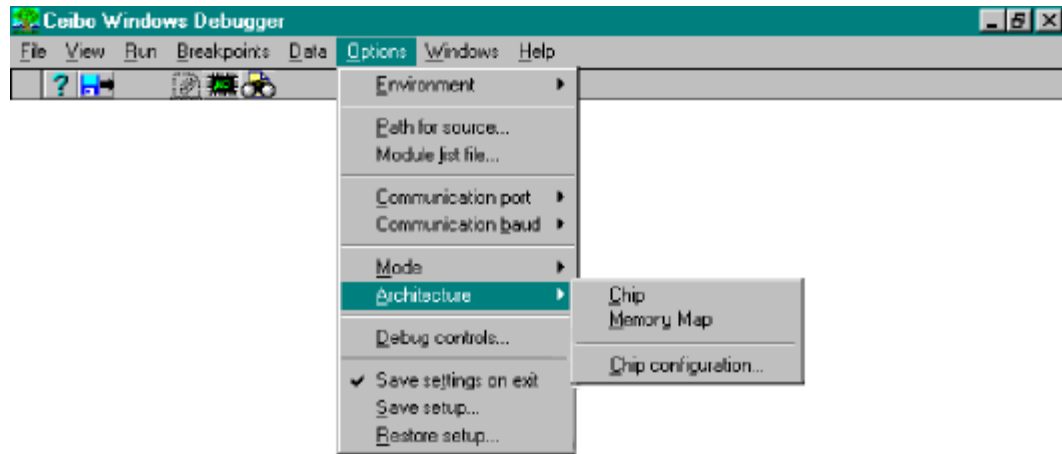 Ceibo Windows Debugger
File View Run Breakpoints Data Options Windows Help
?
Environment
Path for source...
Module list file...
Communication port
Communication baud
Mode
Architecture
Chip
Memory Map
Chip configuration...
Debug controls...
Save settings on exit
Save setup...
Restore setup...